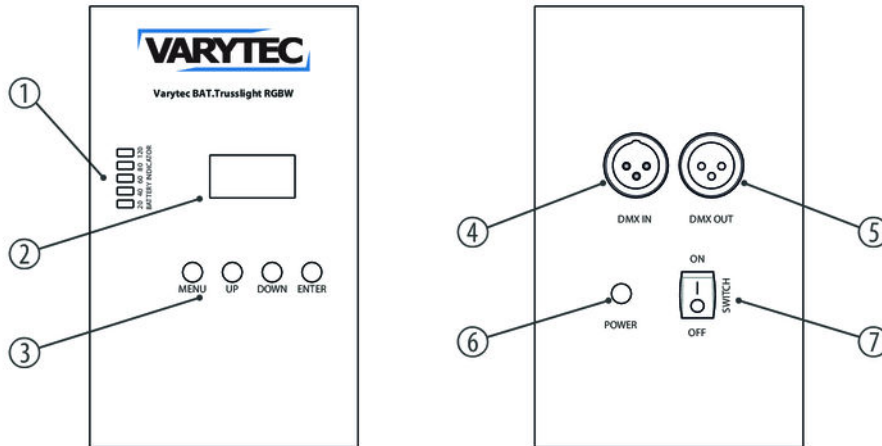 VARYTEC
Varytec BAT.Trusslight RGBW
1
20 40 60 80 120
BATTERY INDICATOR
2
MENU UP DOWN ENTER
3
4
5
DMX IN DMX OUT
ON
SWITCH
6
7
POWER
OFF